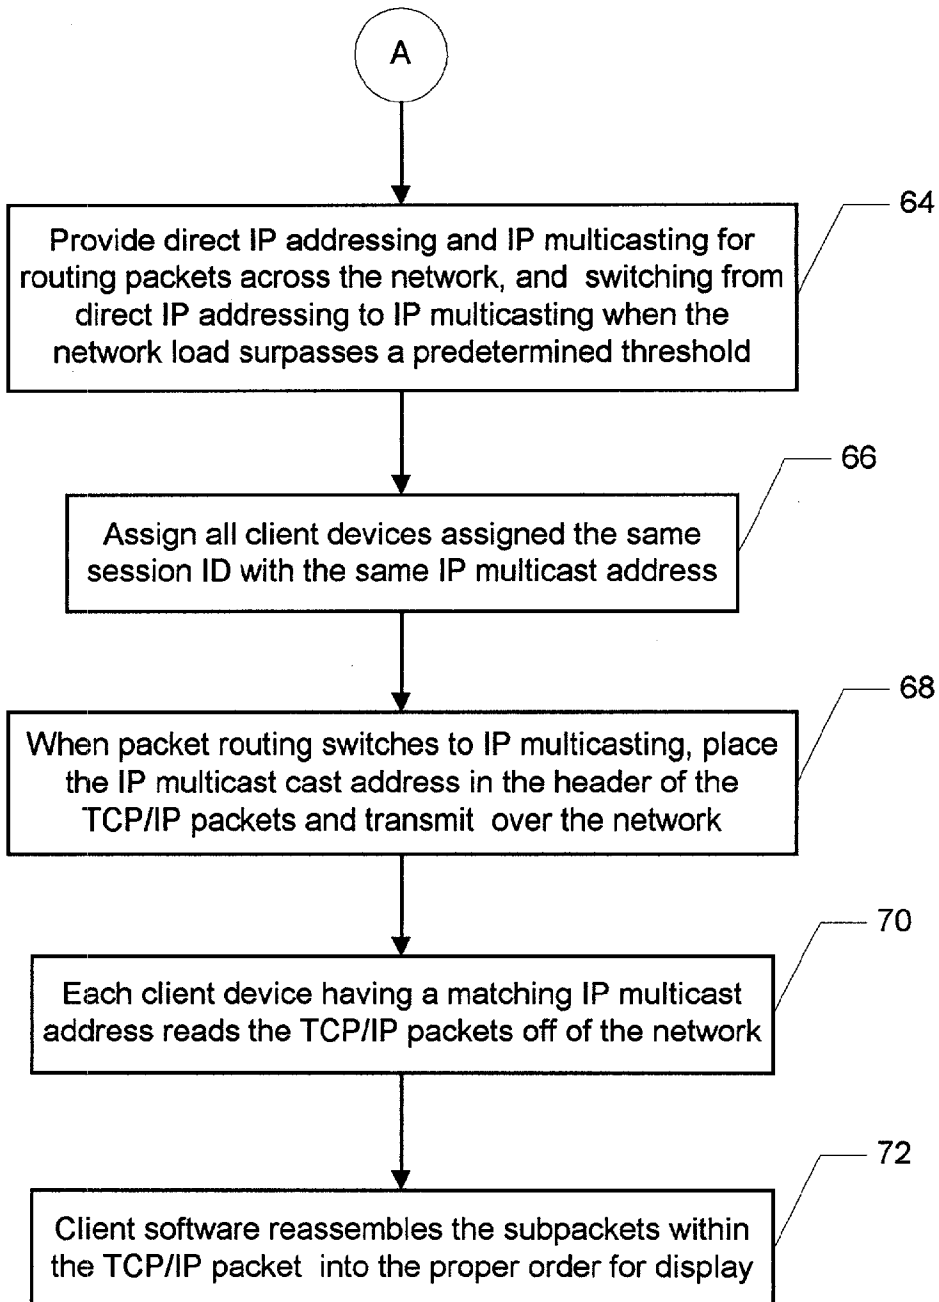 A
64
Provide direct IP addressing and IP multicasting for
routing packets across the network, and switching from
direct IP addressing to IP multicasting when the
network load surpasses a predetermined threshold
66
Assign all client devices assigned the same
session ID with the same IP multicast address
68
When packet routing switches to IP multicasting, place
the IP multicast cast address in the header of the
TCP/IP packets and transmit over the network
70
Each client device having a matching IP multicast
address reads the TCP/IP packets off of the network
72
Client software reassembles the subpackets within
the TCP/IP packet into the proper order for display